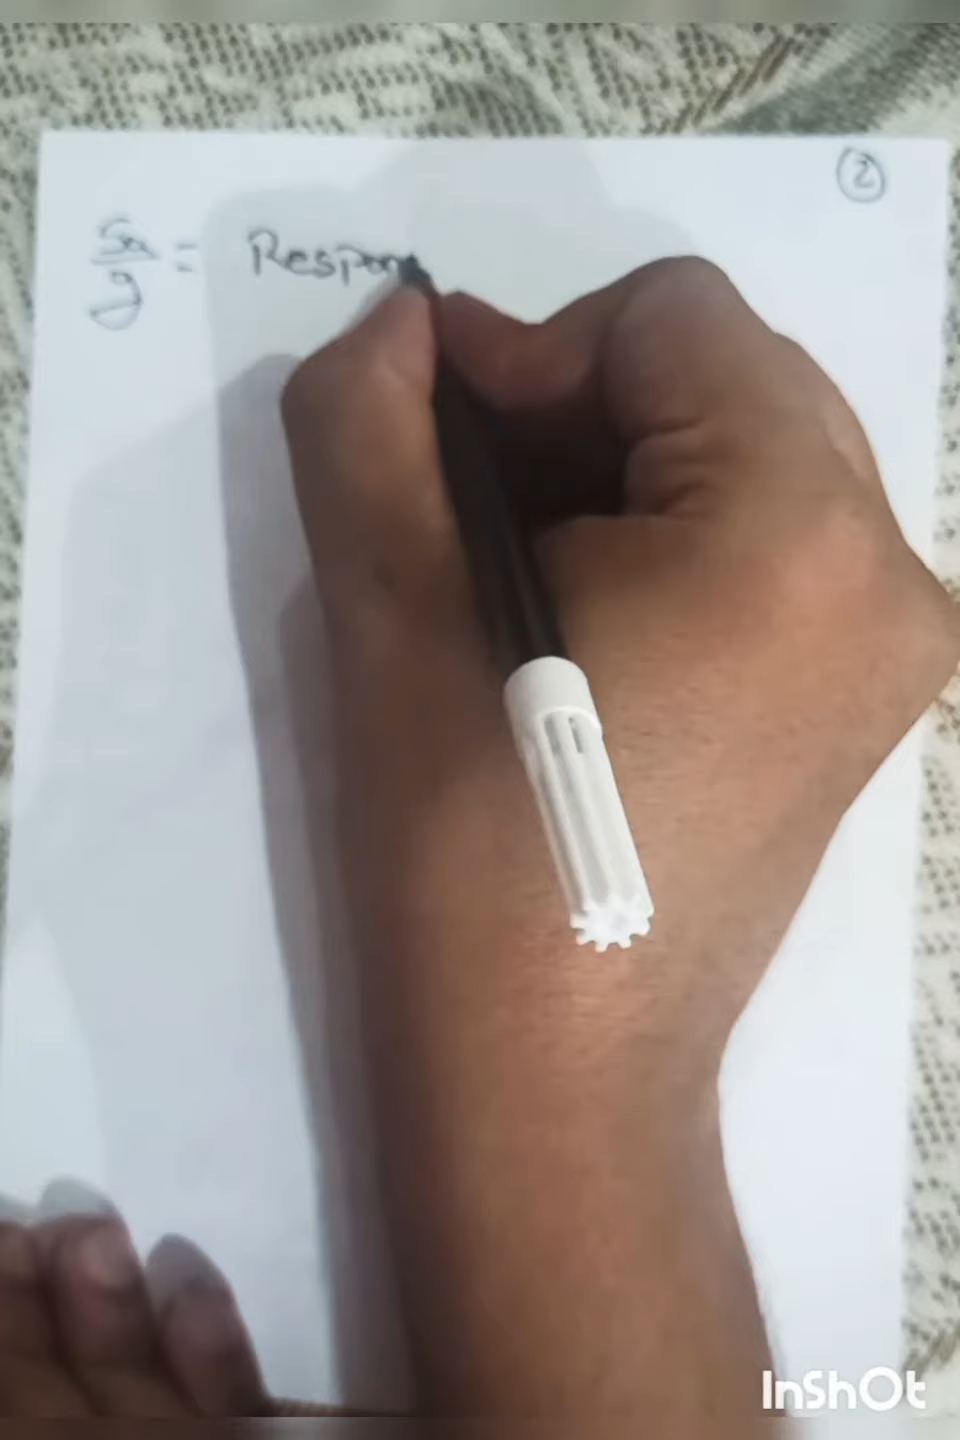 ②
Sa/g = Respon
InShOt